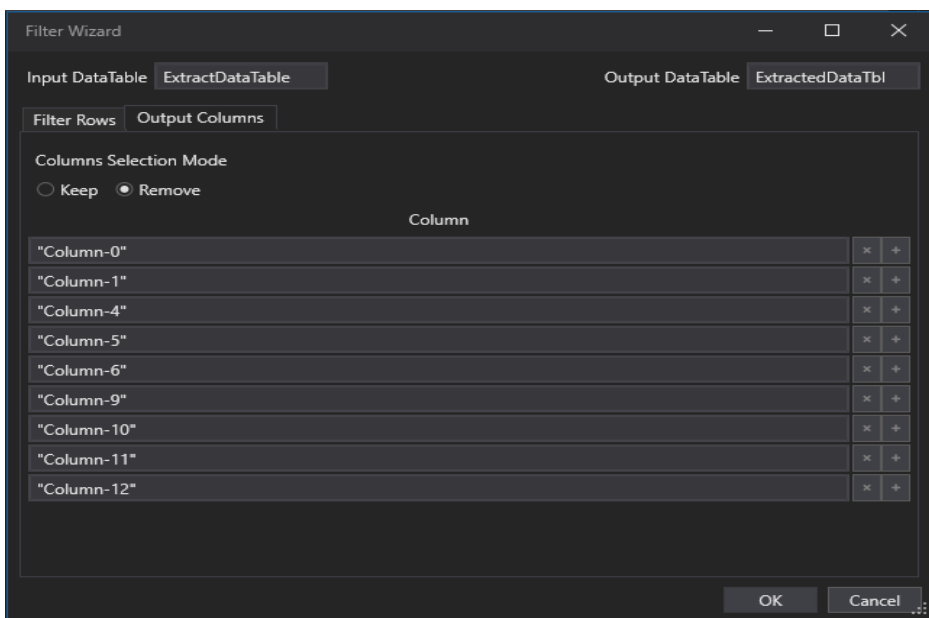 Filter Wizard
Input DataTable ExtractDataTable Output DataTable ExtractedDataTbl
Filter Rows Output Columns
Columns Selection Mode
Keep Remove
Column
"Column-0"
"Column-1"
"Column-4"
"Column-5"
"Column-6"
"Column-9"
"Column-10"
"Column-11"
"Column-12"
OK Cancel